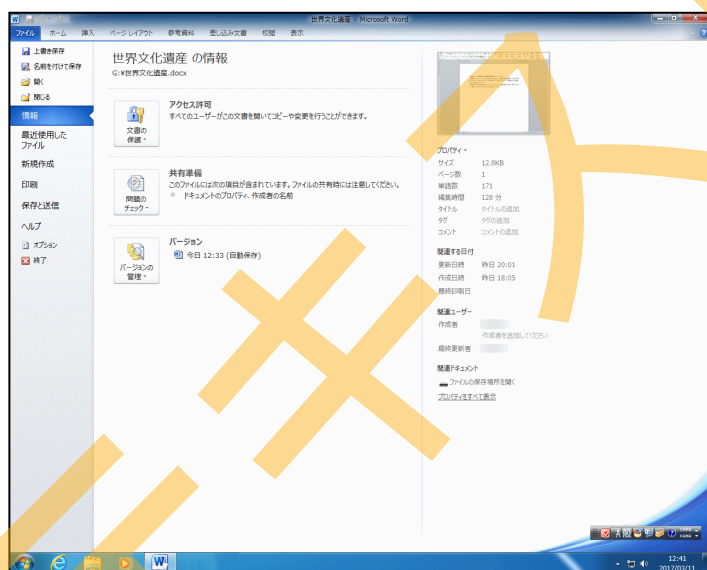 世界文化遺産 - Microsoft Word
ファイル ホーム 挿入 ページ レイアウト 参考資料 差し込み文書 校閲 表示
上書き保存
名前を付けて保存
開く
閉じる
情報
最近使用した
ファイル
新規作成
印刷
保存と送信
ヘルプ
オプション
終了
世界文化遺産 の情報
G:¥世界文化遺産.docx
文書の
保護
アクセス許可
すべてのユーザーがこの文書を開いてコピーや変更を行うことができます。
問題の
チェック
共有準備
このファイルには次の項目が含まれています。ファイルの共有時には注意してください。
ドキュメントのプロパティ、作成者の名前
バージョンの
管理
バージョン
今日 12:33 (自動保存)
プロパティ
サイズ 12.8KB
ページ数 1
単語数 171
編集時間 128 分
タイトル タイトルの追加
タグ タグの追加
コメント コメントの追加
関連する日付
更新日時 昨日 20:01
作成日時 昨日 18:05
最終印刷日
関連ユーザー
作成者
作成者を追加してください
最終更新者
関連ドキュメント
ファイルの保存場所を開く
プロパティをすべて表示
A 般
CAPS
KANA
12:41
2017/03/11